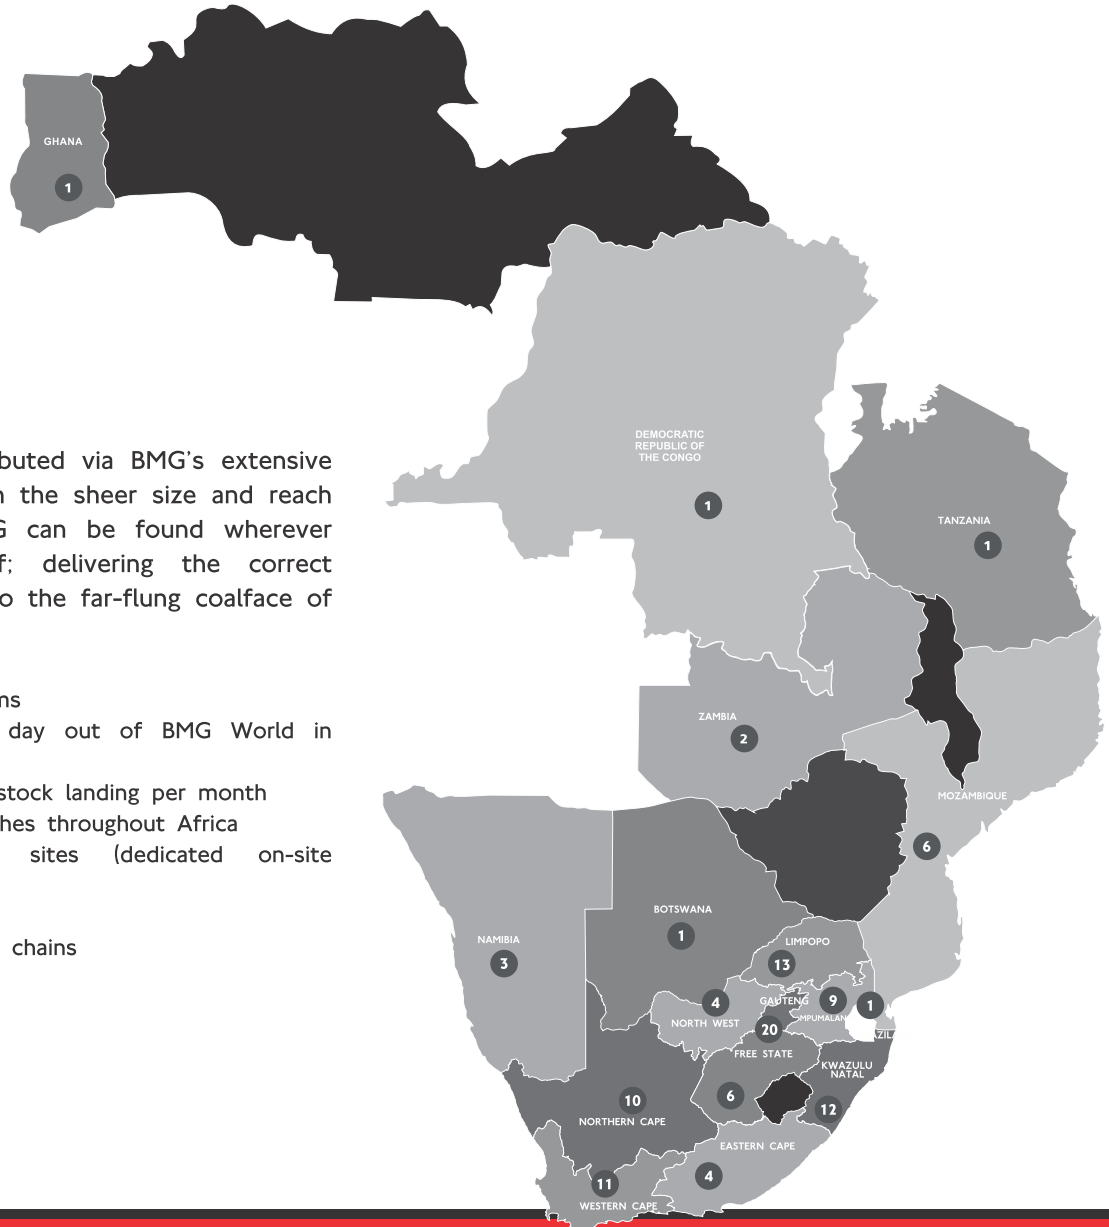 GHANA
1
DEMOCRATIC
REPUBLIC OF
THE CONGO
1
buted via BMG's extensive
the sheer size and reach
G can be found wherever
f; delivering the correct
o the far-flung coalface of
TANZANIA
1
ns
day out of BMG World in
stock landing per month
hes throughout Africa
sites (dedicated on-site
chains
ZAMBIA
2
MOZAMBIQUE
6
BOTSWANA
1
NAMIBIA
3
LIMPOPO
13
4
NORTH WEST
GAUTENG
20
9
MPUMALAN
1
ZILA
FREE STATE
6
KWAZULU
NATAL
12
10
NORTHERN CAPE
EASTERN CAPE
4
11
WESTERN CAPE